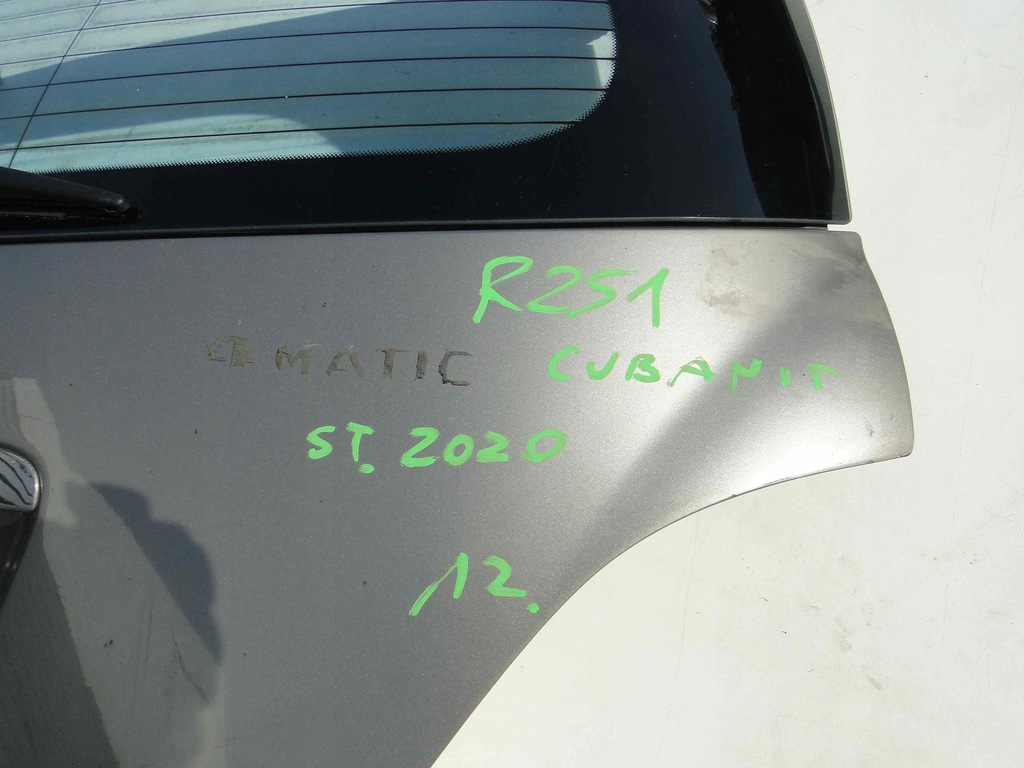 R251
4MATIC CUBANIT
ST. 2020
12.